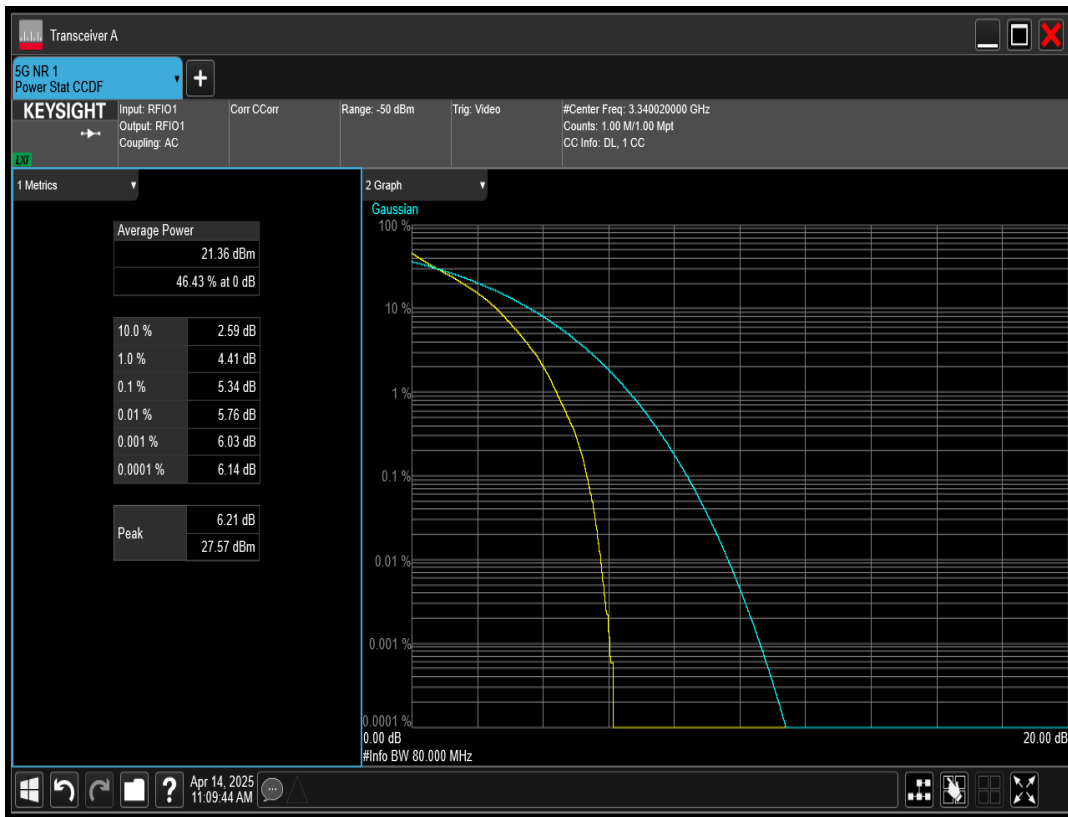 Transceiver A
5G NR 1
Power Stat CCDF
+
KEYSIGHT
LXI
Input: RFIO1
Output: RFIO1
Coupling: AC
Corr CCorr
Range: -50 dBm
Trig: Video
#Center Freq: 3.340020000 GHz
Counts: 1.00 M/1.00 Mpt
CC Info: DL, 1 CC
1 Metrics
Average Power
21.36 dBm
46.43 % at 0 dB
10.0 % 2.59 dB
1.0 % 4.41 dB
0.1 % 5.34 dB
0.01 % 5.76 dB
0.001 % 6.03 dB
0.0001 % 6.14 dB
Peak 6.21 dB
27.57 dBm
2 Graph
Gaussian
100 %
10 %
1 %
0.1 %
0.01 %
0.001 %
0.0001 %
0.00 dB 20.00 dB
#Info BW 80.000 MHz
? Apr 14, 2025
11:09:44 AM